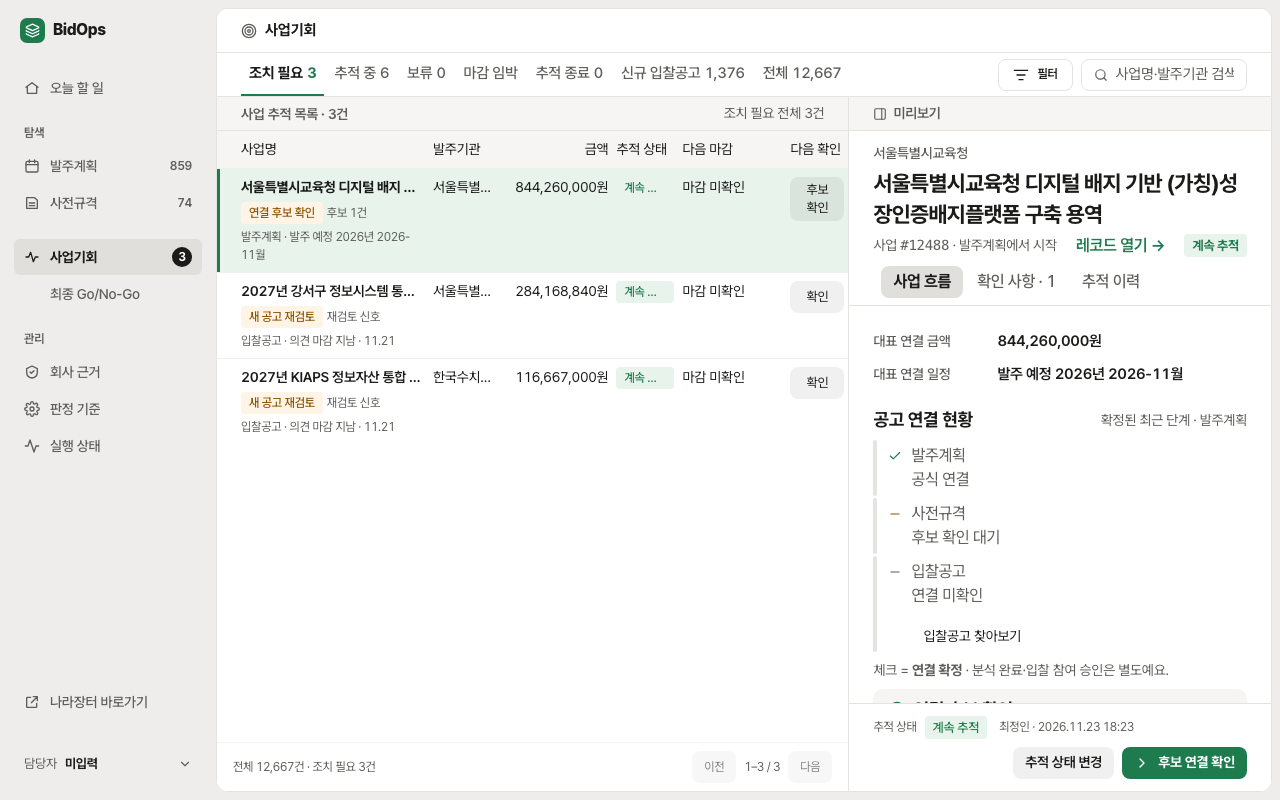 BidOps
오늘 할 일
탐색
발주계획 859
사전규격 74
사업기회 3
최종 Go/No-Go
관리
회사 근거
판정 기준
실행 상태
나라장터 바로가기
담당자 미입력
사업기회
조치 필요 3 추적 중 6 보류 0 마감 임박 추적 종료 0 신규 입찰공고 1,376 전체 12,667
필터
사업명·발주기관 검색
사업 추적 목록 · 3건 조치 필요 전체 3건
사업명 발주기관 금액 추적 상태 다음 마감 다음 확인
서울특별시교육청 디지털 배지 ... 서울특별... 844,260,000원 계속 ... 마감 미확인 후보 확인
연결 후보 확인 후보 1건
발주계획 · 발주 예정 2026년 2026-
11월
2027년 강서구 정보시스템 통... 서울특별... 284,168,840원 계속 ... 마감 미확인 확인
새 공고 재검토 재검토 신호
입찰공고 · 의견 마감 지남 · 11.21
2027년 KIAPS 정보자산 통합 ... 한국수치... 116,667,000원 계속 ... 마감 미확인 확인
새 공고 재검토 재검토 신호
입찰공고 · 의견 마감 지남 · 11.21
전체 12,667건 · 조치 필요 3건 이전 1–3 / 3 다음
미리보기
서울특별시교육청
서울특별시교육청 디지털 배지 기반 (가칭)성
장인증배지플랫폼 구축 용역
사업 #12488 · 발주계획에서 시작 레코드 열기 → 계속 추적
사업 흐름 확인 사항 · 1 추적 이력
대표 연결 금액 844,260,000원
대표 연결 일정 발주 예정 2026년 2026-11월
공고 연결 현황 확정된 최근 단계 · 발주계획
발주계획
공식 연결
사전규격
후보 확인 대기
입찰공고
연결 미확인
입찰공고 찾아보기
체크 = 연결 확정 · 분석 완료·입찰 참여 승인은 별도예요.
추적 상태 계속 추적 최정인 · 2026.11.23 18:23
추적 상태 변경 후보 연결 확인